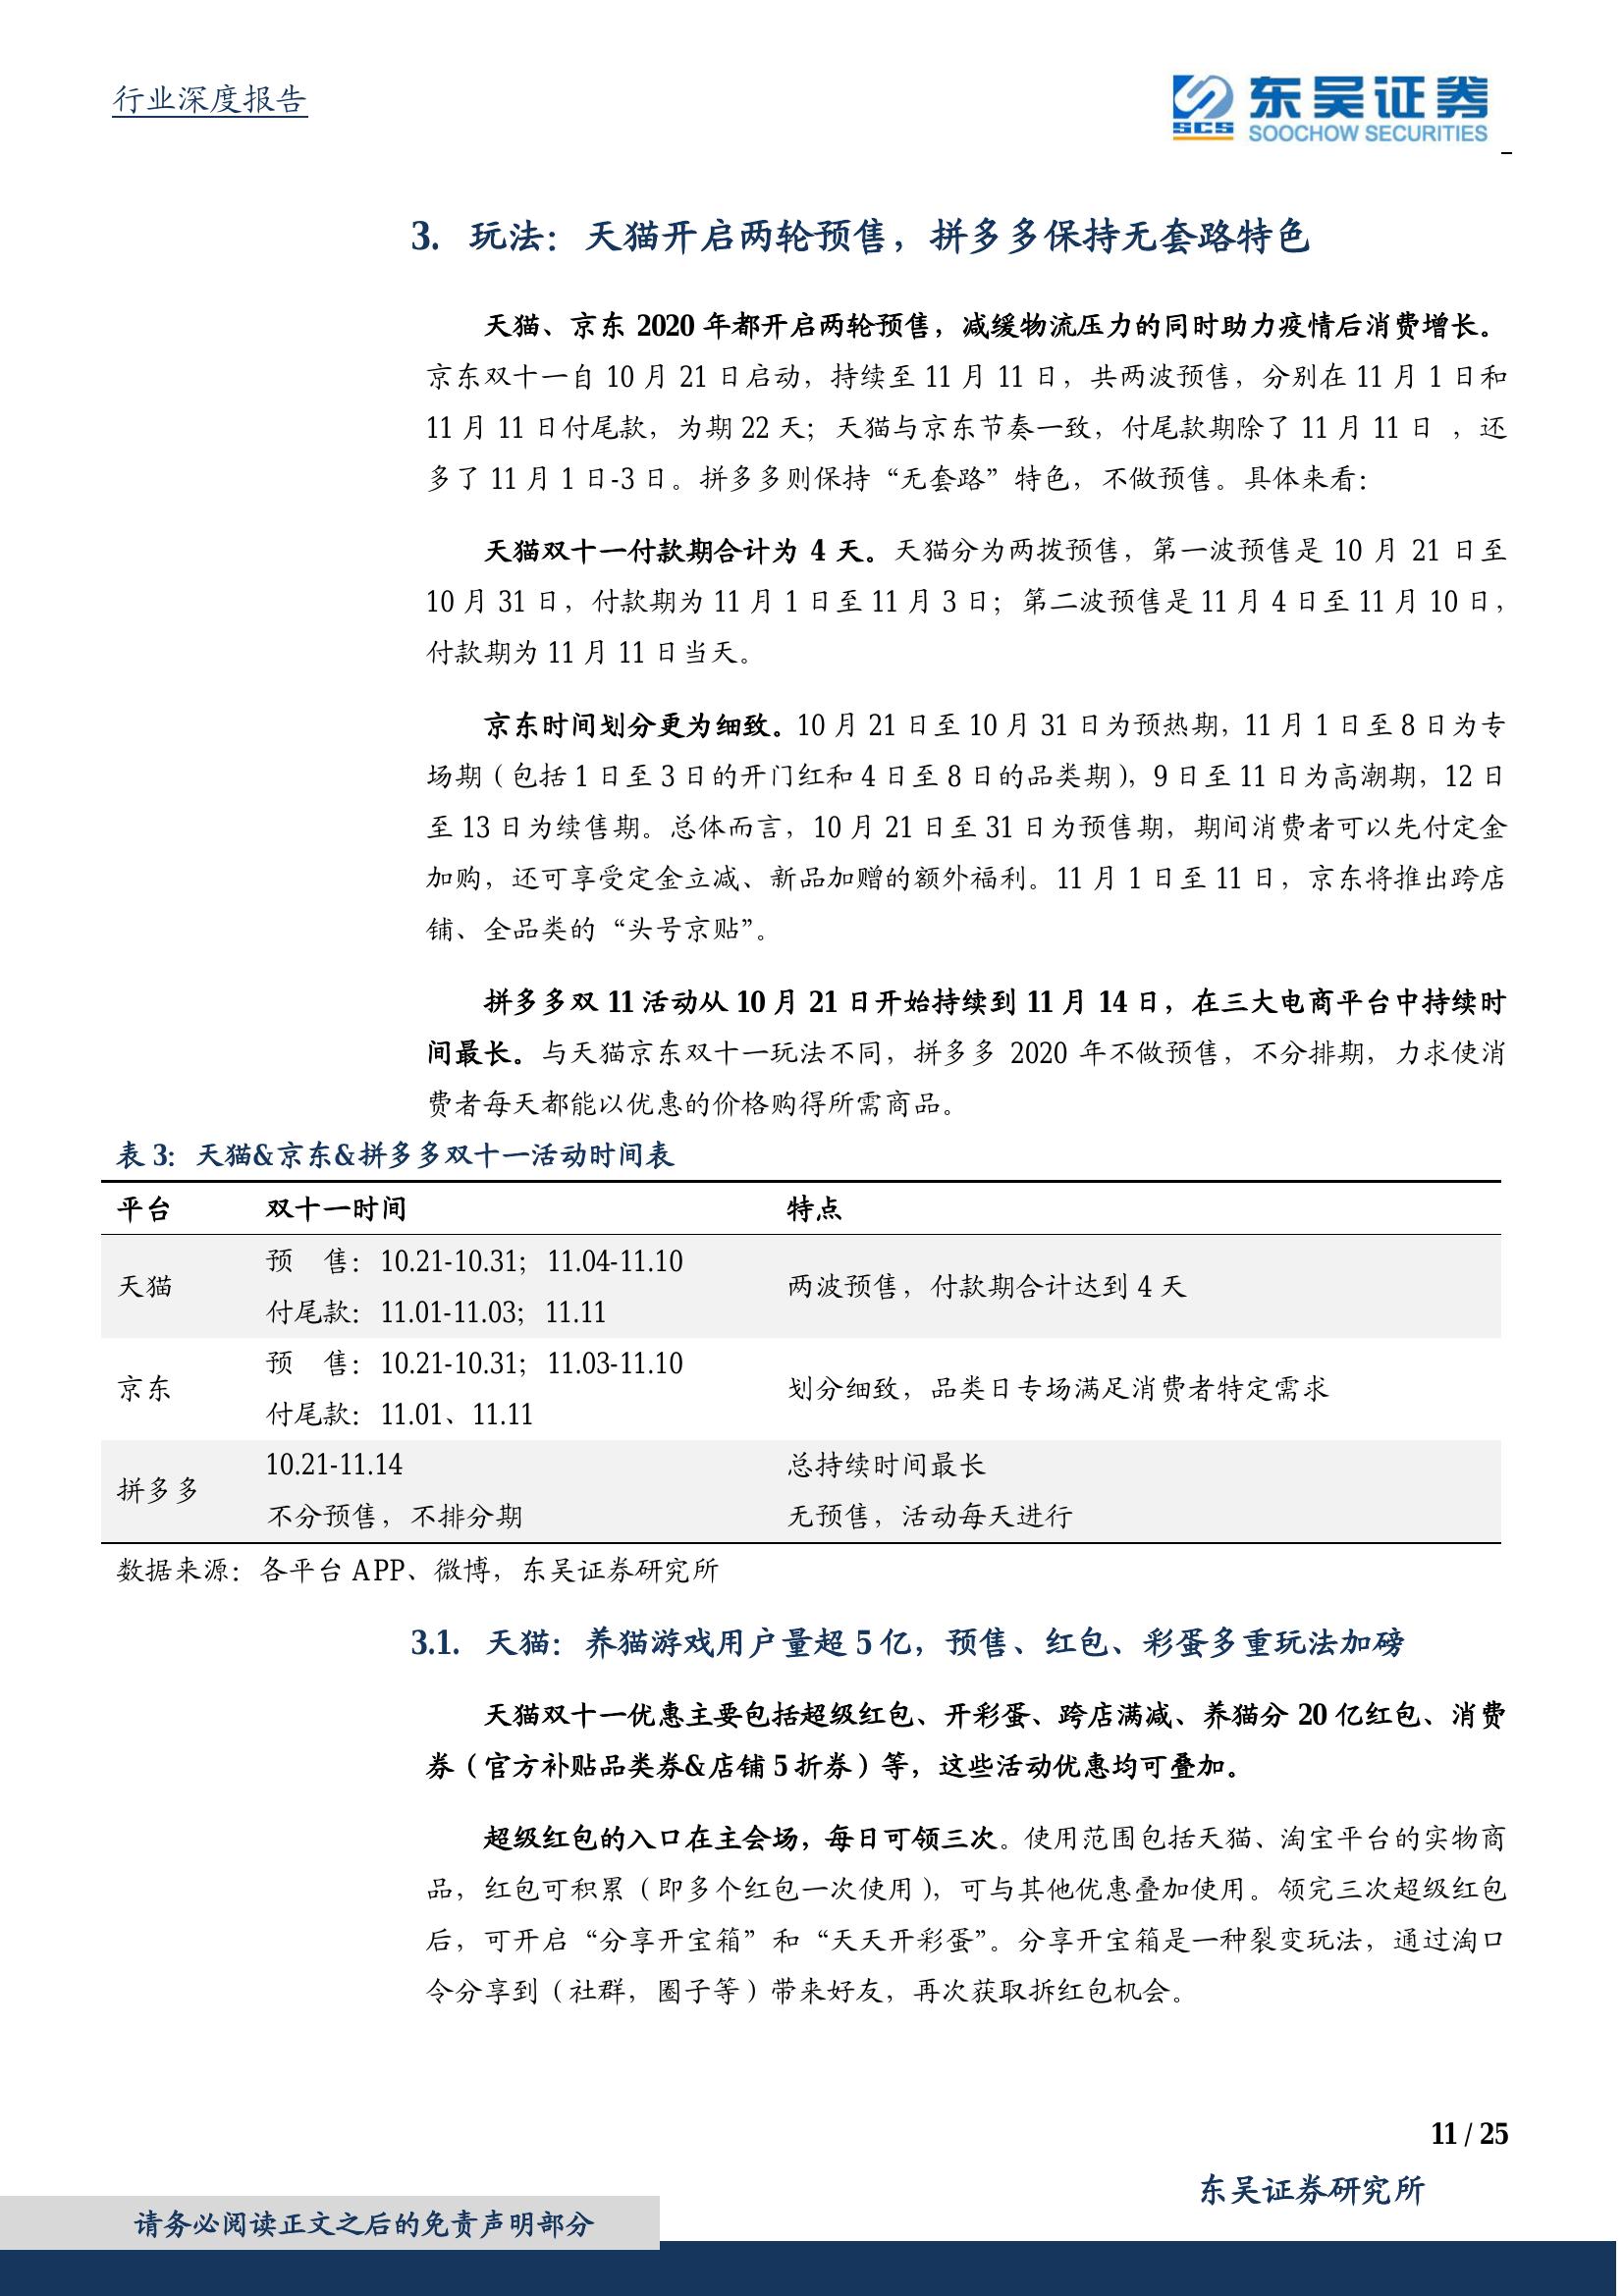 行业深度报告
SCS 东吴证券
SOOCHOW SECURITIES
3. 玩法：天猫开启两轮预售，拼多多保持无套路特色
天猫、京东 2020 年都开启两轮预售，减缓物流压力的同时助力疫情后消费增长。
京东双十一自 10 月 21 日启动，持续至 11 月 11 日，共两波预售，分别在 11 月 1 日和
11 月 11 日付尾款，为期 22 天；天猫与京东节奏一致，付尾款期除了 11 月 11 日 ，还
多了 11 月 1 日-3 日。拼多多则保持“无套路”特色，不做预售。具体来看：
天猫双十一付款期合计为 4 天。天猫分为两拨预售，第一波预售是 10 月 21 日至
10 月 31 日，付款期为 11 月 1 日至 11 月 3 日；第二波预售是 11 月 4 日至 11 月 10 日，
付款期为 11 月 11 日当天。
京东时间划分更为细致。10 月 21 日至 10 月 31 日为预热期，11 月 1 日至 8 日为专
场期（包括 1 日至 3 日的开门红和 4 日至 8 日的品类期），9 日至 11 日为高潮期，12 日
至 13 日为续售期。总体而言，10 月 21 日至 31 日为预售期，期间消费者可以先付定金
加购，还可享受定金立减、新品加赠的额外福利。11 月 1 日至 11 日，京东将推出跨店
铺、全品类的“头号京贴”。
拼多多双 11 活动从 10 月 21 日开始持续到 11 月 14 日，在三大电商平台中持续时
间最长。与天猫京东双十一玩法不同，拼多多 2020 年不做预售，不分排期，力求使消
费者每天都能以优惠的价格购得所需商品。
表 3： 天猫&京东&拼多多双十一活动时间表
平台 双十一时间 特点
天猫
预 售：10.21-10.31；11.04-11.10
付尾款：11.01-11.03；11.11
两波预售，付款期合计达到 4 天
京东
预 售：10.21-10.31；11.03-11.10
付尾款：11.01、11.11
划分细致，品类日专场满足消费者特定需求
拼多多
10.21-11.14
不分预售，不排分期
总持续时间最长
无预售，活动每天进行
数据来源：各平台 APP、微博，东吴证券研究所
3.1. 天猫：养猫游戏用户量超 5 亿，预售、红包、彩蛋多重玩法加磅
天猫双十一优惠主要包括超级红包、开彩蛋、跨店满减、养猫分 20 亿红包、消费
券（官方补贴品类券&店铺 5 折券）等，这些活动优惠均可叠加。
超级红包的入口在主会场，每日可领三次。使用范围包括天猫、淘宝平台的实物商
品，红包可积累（即多个红包一次使用），可与其他优惠叠加使用。领完三次超级红包
后，可开启“分享开宝箱”和“天天开彩蛋”。分享开宝箱是一种裂变玩法，通过淘口
令分享到（社群，圈子等）带来好友，再次获取拆红包机会。
11 / 25
东吴证券研究所
请务必阅读正文之后的免责声明部分